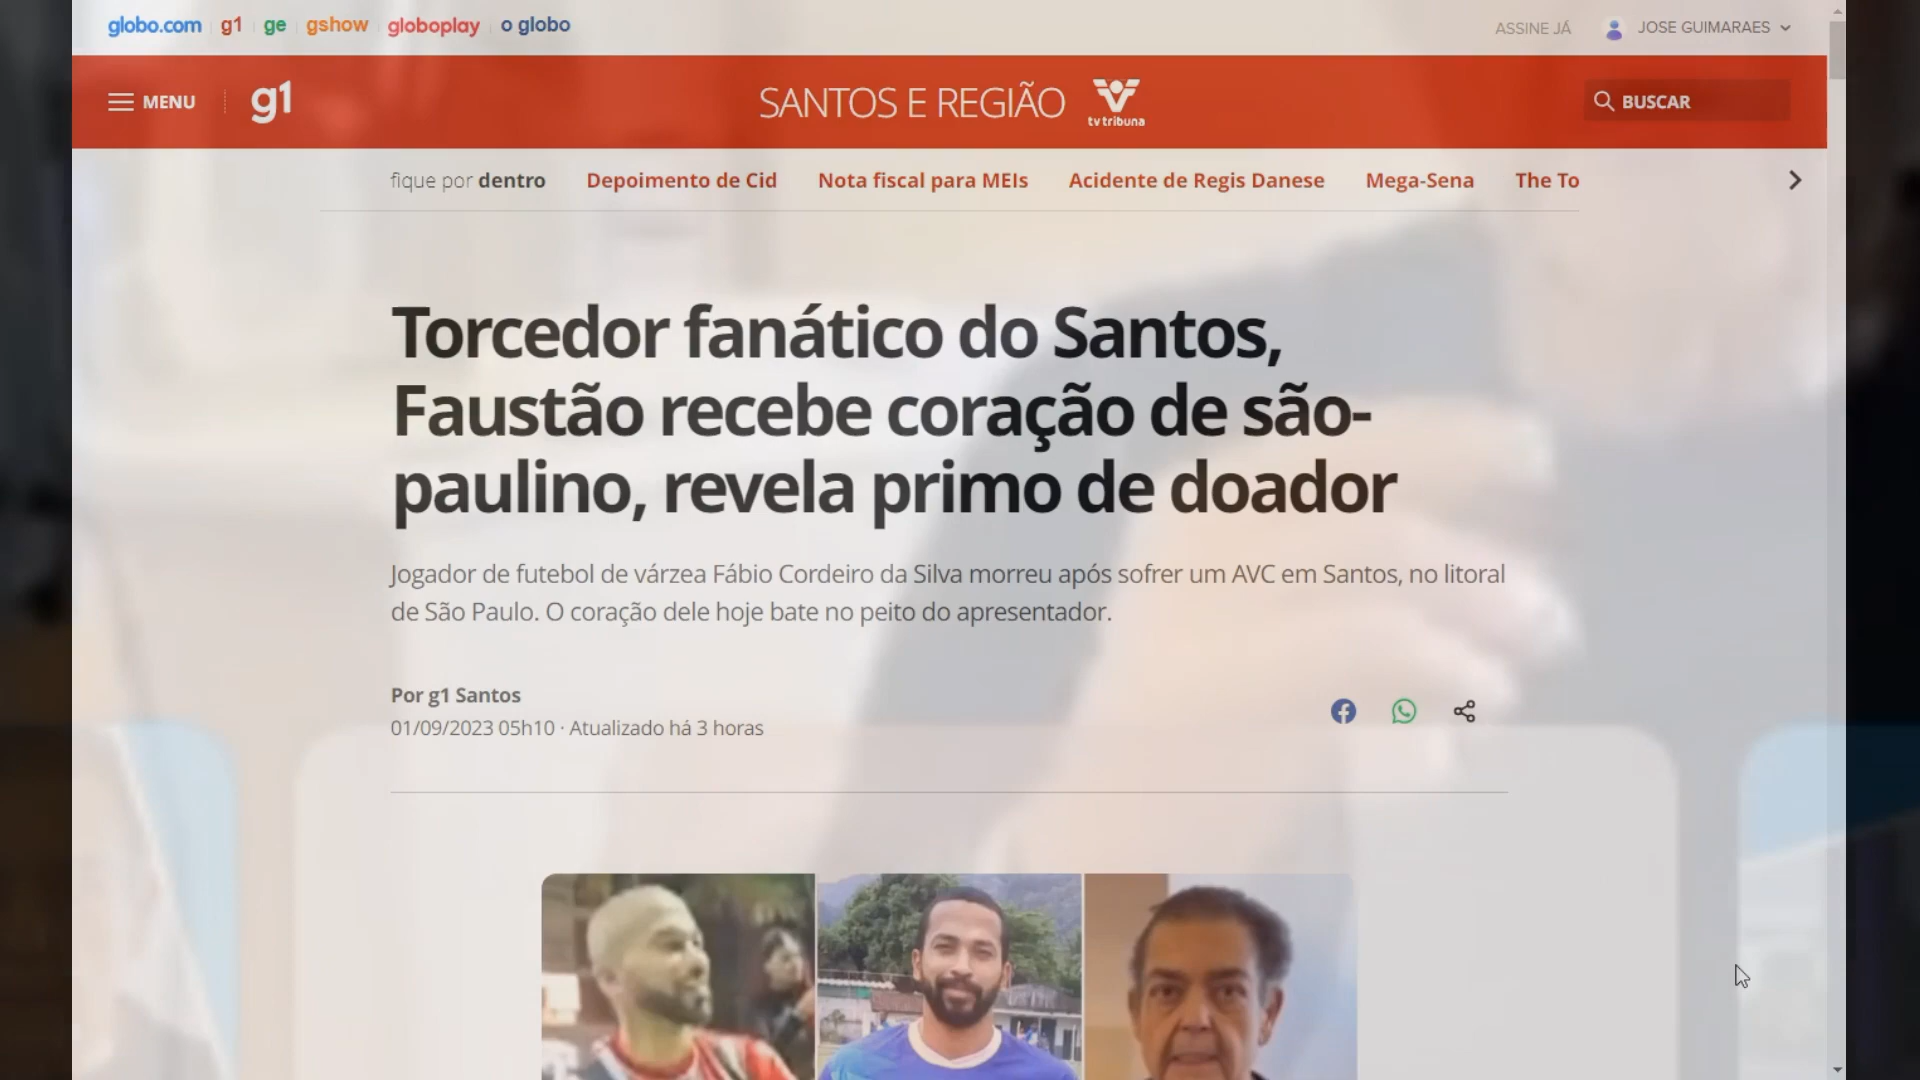 globo.com g1 ge gshow globoplay o globo
ASSINE JÁ JOSE GUIMARAES
MENU g1 SANTOS E REGIÃO tv tribuna BUSCAR
fique por dentro Depoimento de Cid Nota fiscal para MEIs Acidente de Regis Danese Mega-Sena The To
Torcedor fanático do Santos,
Faustão recebe coração de são-
paulino, revela primo de doador
Jogador de futebol de várzea Fábio Cordeiro da Silva morreu após sofrer um AVC em Santos, no litoral
de São Paulo. O coração dele hoje bate no peito do apresentador.
Por g1 Santos
01/09/2023 05h10 · Atualizado há 3 horas